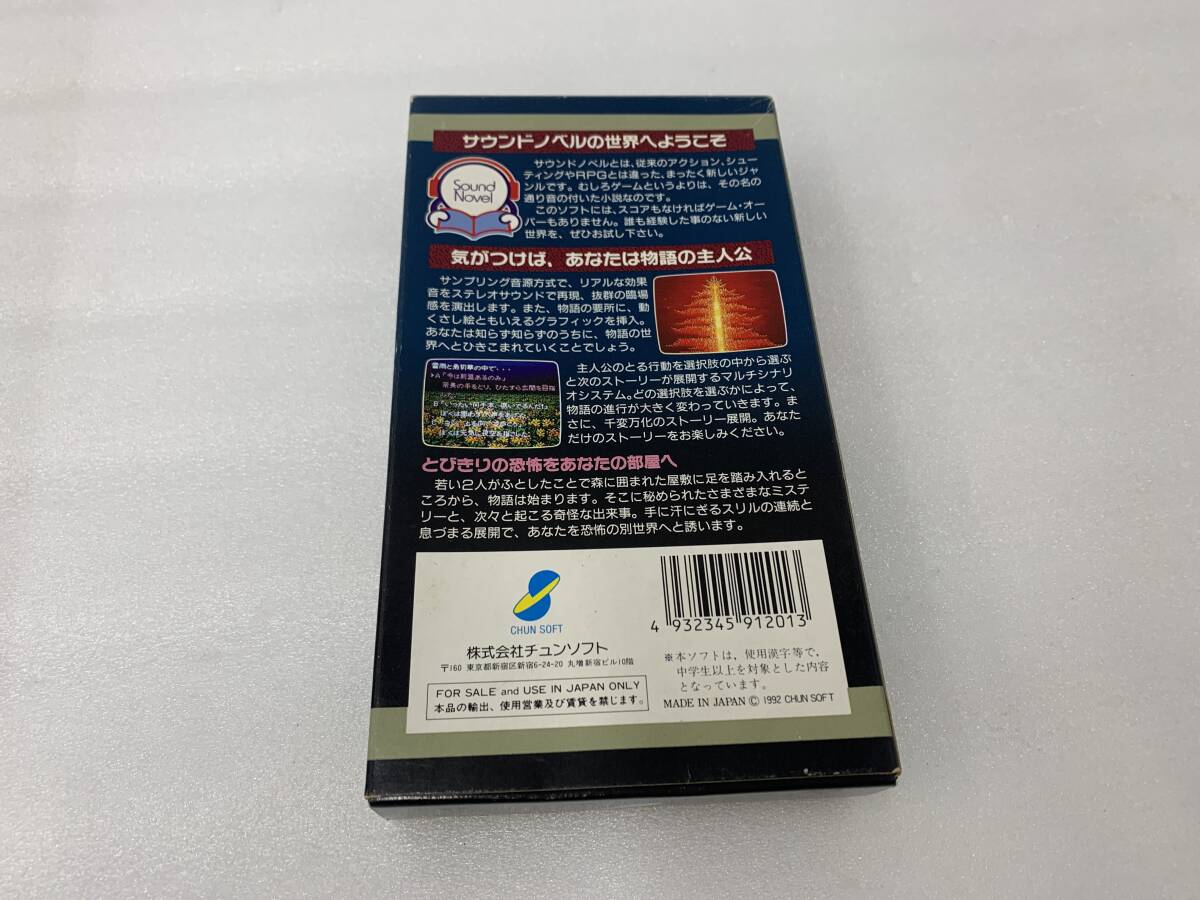 サウンドノベルの世界へようこそ
Sound
Novel
サウンドノベルとは、従来のアクション、シュー
ティングやRPGとは違った、まったく新しいジャ
ンルです。むしろゲームというよりは、その名の
通り音の付いた小説なのです。
このソフトには、スコアもなければゲーム・オー
バーもありません。誰も経験した事のない新しい
世界を、ぜひお試し下さい。
気がつけば、あなたは物語の主人公
サンプリング音源方式で、リアルな効果
音をステレオサウンドで再現、抜群の臨場
感を演出します。また、物語の要所に、動
くさし絵ともいえるグラフィックを挿入。
あなたは知らず知らずのうちに、物語の世
界へとひきこまれていくことでしょう。
主人公のとる行動を選択肢の中から選ぶ
と次のストーリーが展開するマルチシナリ
オシステム。どの選択肢を選ぶかによって、
物語の進行が大きく変わっていきます。ま
さに、千変万化のストーリー展開。あなた
だけのストーリーをお楽しみください。
とびきりの恐怖をあなたの部屋へ
若い2人がふとしたことで森に囲まれた屋敷に足を踏み入れると
ころから、物語は始まります。そこに秘められたさまざまなミステ
リーと、次々と起こる奇怪な出来事。手に汗にぎるスリルの連続と
息づまる展開で、あなたを恐怖の別世界へと誘います。
CHUN SOFT
株式会社チュンソフト
〒160 東京都新宿区新宿6-24-20 丸増新宿ビル10階
FOR SALE and USE IN JAPAN ONLY
本品の輸出、使用営業及び賃貸を禁じます。
4 932345 912013
※本ソフトは、使用漢字等で、
中学生以上を対象とした内容
となっています。
MADE IN JAPAN © 1992 CHUN SOFT